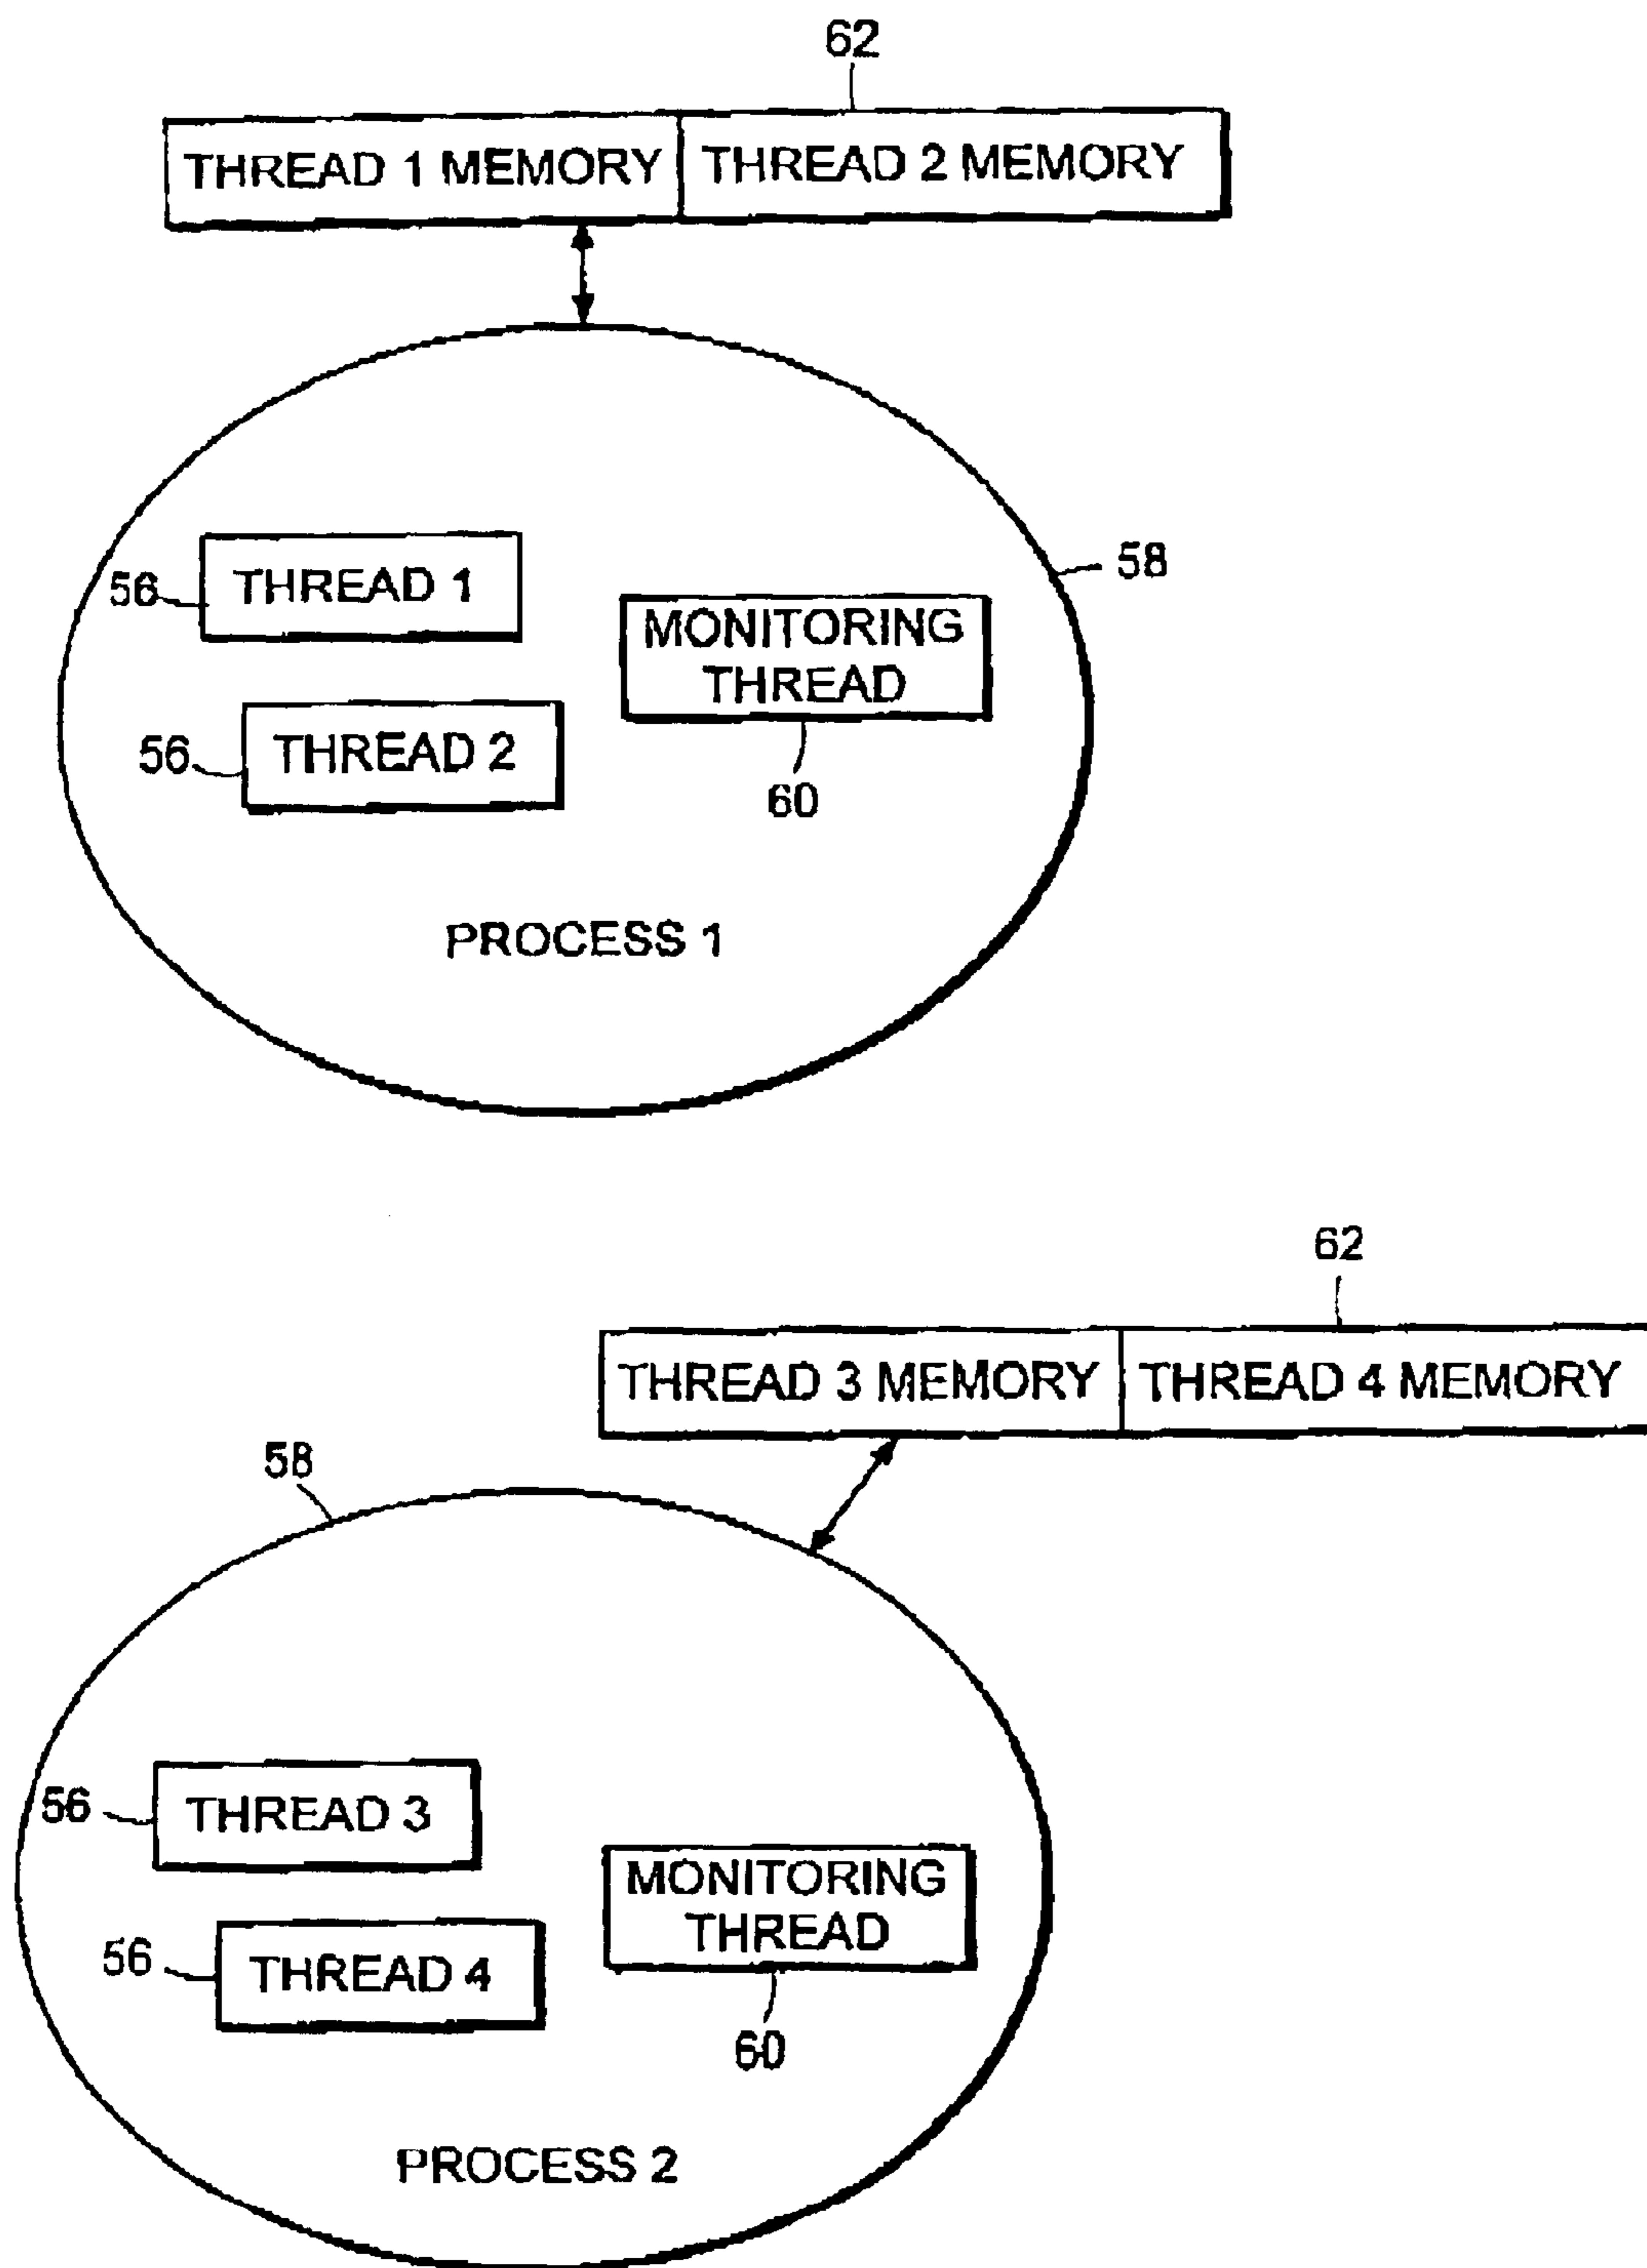 62
THREAD 1 MEMORY THREAD 2 MEMORY
58
56 THREAD 1
MONITORING
THREAD
56 THREAD 2
60
PROCESS 1
62
THREAD 3 MEMORY THREAD 4 MEMORY
58
56 THREAD 3
MONITORING
THREAD
56 THREAD 4
60
PROCESS 2